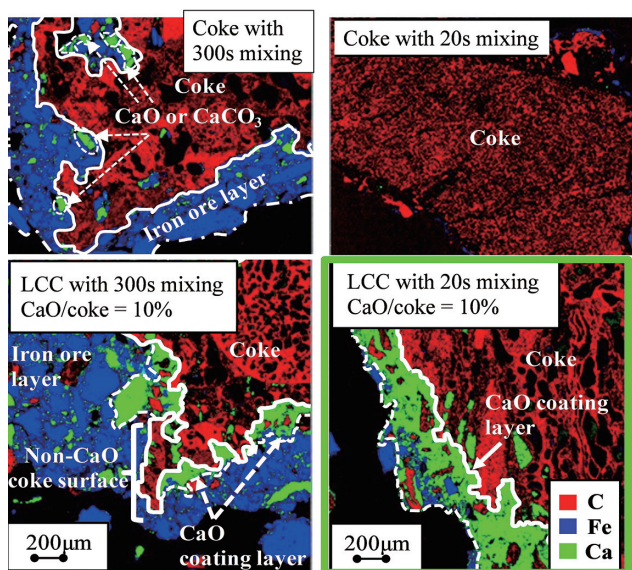 Coke with
300s mixing
Coke
CaO or CaCO₃
Iron ore layer
Coke with 20s mixing
Coke
LCC with 300s mixing
CaO/coke = 10%
Iron ore
layer
Coke
Non-CaO
coke surface
CaO
coating layer
200μm
LCC with 20s mixing
CaO/coke = 10%
Coke
CaO coating
layer
C
Fe
Ca
200μm